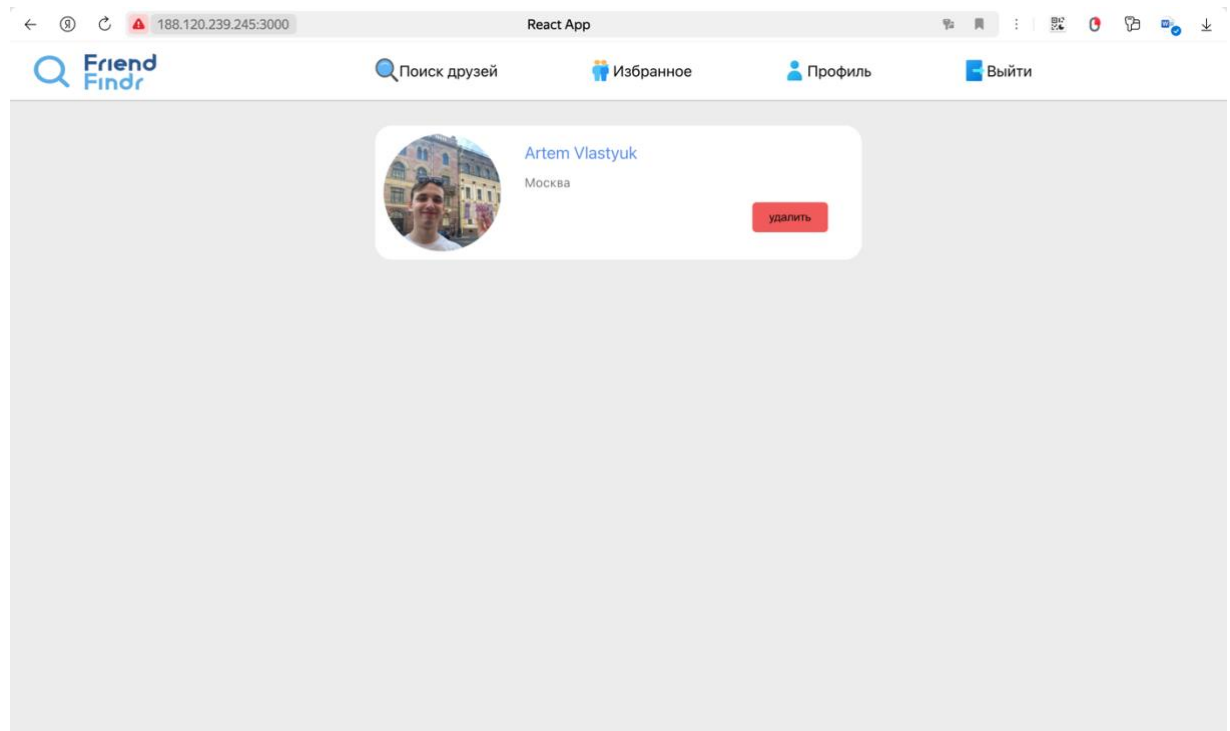 188.120.239.245:3000
React App
Friend
Findr
Поиск друзей
Избранное
Профиль
Выйти
Artem Vlastyuk
Москва
удалить